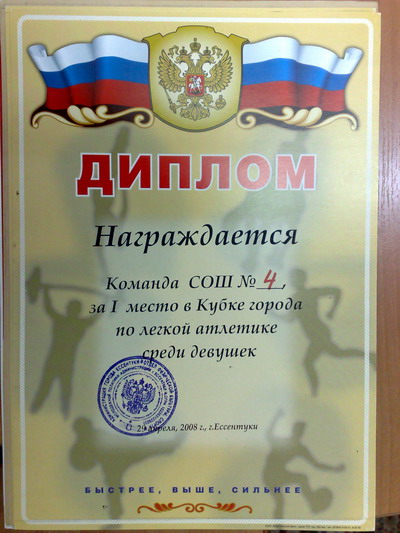 ДИПЛОМ
Награждается
Команда СОШ № 4,
за I место в Кубке города
по легкой атлетике
среди девушек
29 апреля, 2008 г., г.Ессентуки
БЫСТРЕЕ, ВЫШЕ, СИЛЬНЕЕ